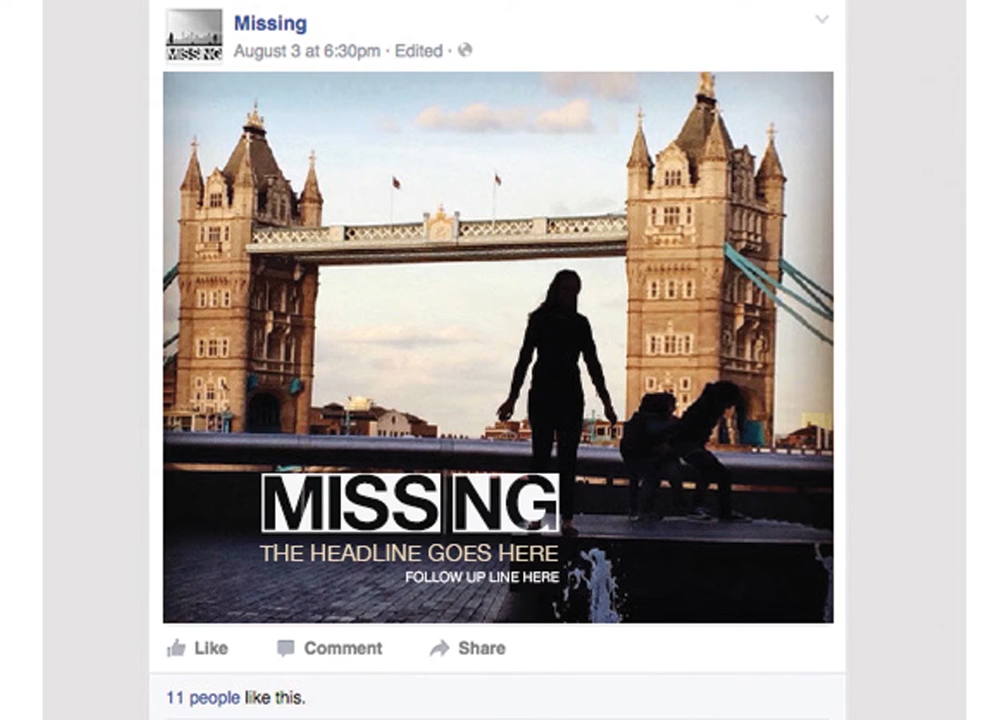 Missing
August 3 at 6:30pm · Edited ·
MISSING
MISSNG
THE HEADLINE GOES HERE
FOLLOW UP LINE HERE
Like Comment Share
11 people like this.